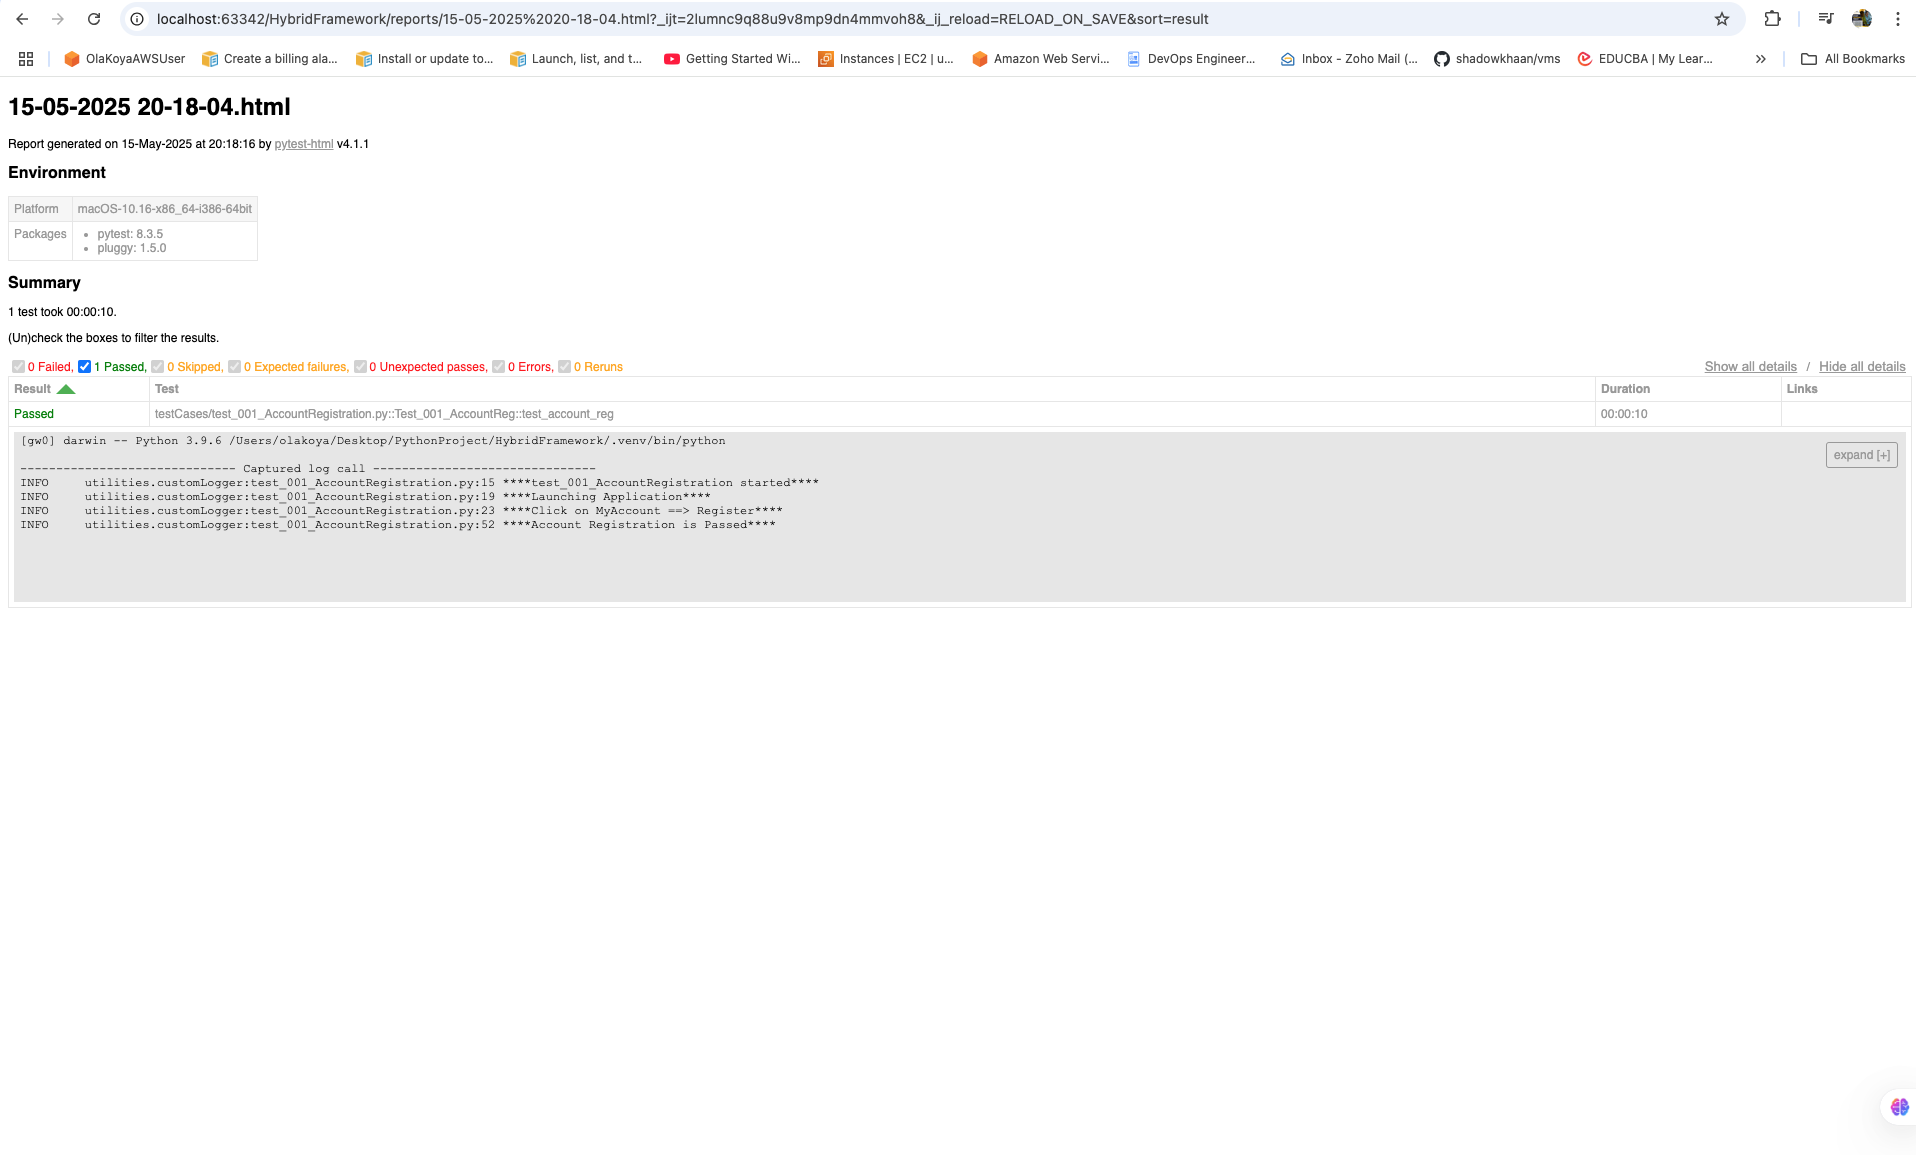 localhost:63342/HybridFramework/reports/15-05-2025%2020-18-04.html?_ijt=2lumnc9q88u9v8mp9dn4mmvoh8&_ij_reload=RELOAD_ON_SAVE&sort=result
OlaKoyaAWSUser Create a billing ala... Install or update to... Launch, list, and t... Getting Started Wi... Instances | EC2 | u... Amazon Web Servi... DevOps Engineer... Inbox - Zoho Mail (... shadowkhaan/vms EDUCBA | My Lear... » All Bookmarks
15-05-2025 20-18-04.html
Report generated on 15-May-2025 at 20:18:16 by pytest-html v4.1.1
Environment
Platform macOS-10.16-x86_64-i386-64bit
Packages • pytest: 8.3.5
• pluggy: 1.5.0
Summary
1 test took 00:00:10.
(Un)check the boxes to filter the results.
0 Failed, 1 Passed, 0 Skipped, 0 Expected failures, 0 Unexpected passes, 0 Errors, 0 Reruns Show all details / Hide all details
Result Test Duration Links
Passed testCases/test_001_AccountRegistration.py::Test_001_AccountReg::test_account_reg 00:00:10
[gw0] darwin -- Python 3.9.6 /Users/olakoya/Desktop/PythonProject/HybridFramework/.venv/bin/python
expand [+]
------------------------------ Captured log call -------------------------------
INFO     utilities.customLogger:test_001_AccountRegistration.py:15 ****test_001_AccountRegistration started****
INFO     utilities.customLogger:test_001_AccountRegistration.py:19 ****Launching Application****
INFO     utilities.customLogger:test_001_AccountRegistration.py:23 ****Click on MyAccount ==> Register****
INFO     utilities.customLogger:test_001_AccountRegistration.py:52 ****Account Registration is Passed****